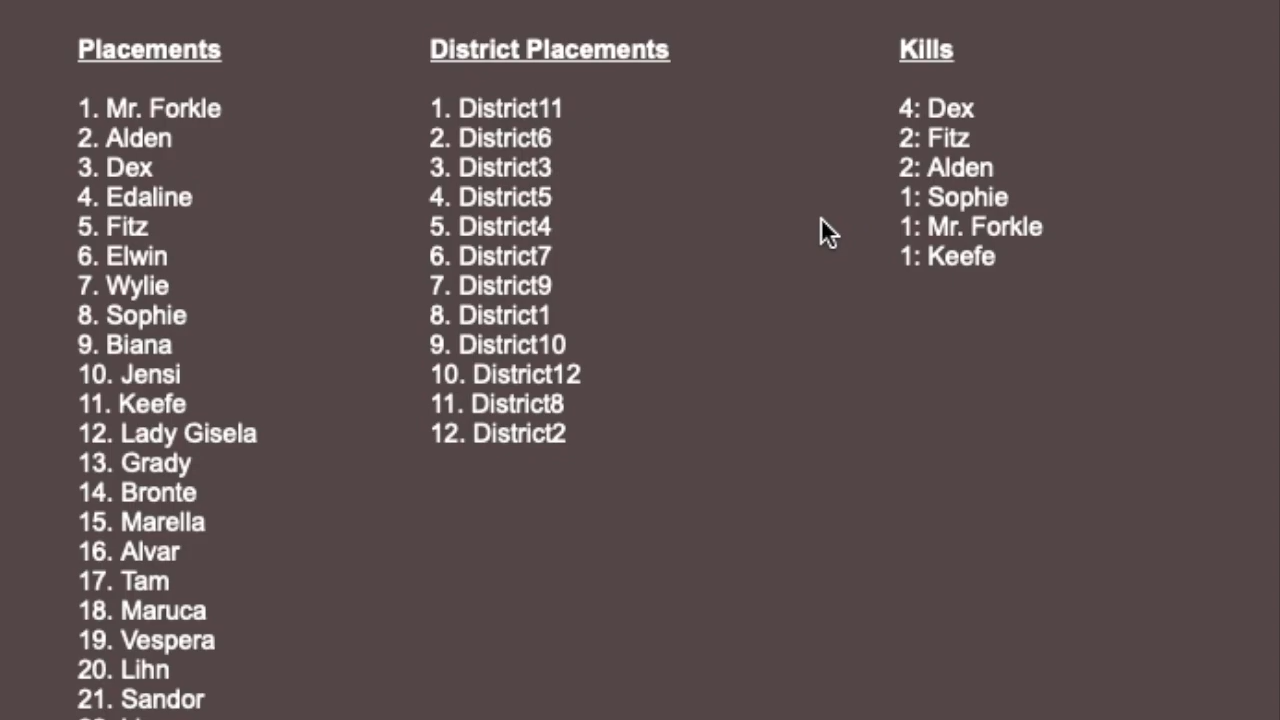 Placements
1. Mr. Forkle
2. Alden
3. Dex
4. Edaline
5. Fitz
6. Elwin
7. Wylie
8. Sophie
9. Biana
10. Jensi
11. Keefe
12. Lady Gisela
13. Grady
14. Bronte
15. Marella
16. Alvar
17. Tam
18. Maruca
19. Vespera
20. Lihn
21. Sandor
District Placements
1. District11
2. District6
3. District3
4. District5
5. District4
6. District7
7. District9
8. District1
9. District10
10. District12
11. District8
12. District2
Kills
4: Dex
2: Fitz
2: Alden
1: Sophie
1: Mr. Forkle
1: Keefe